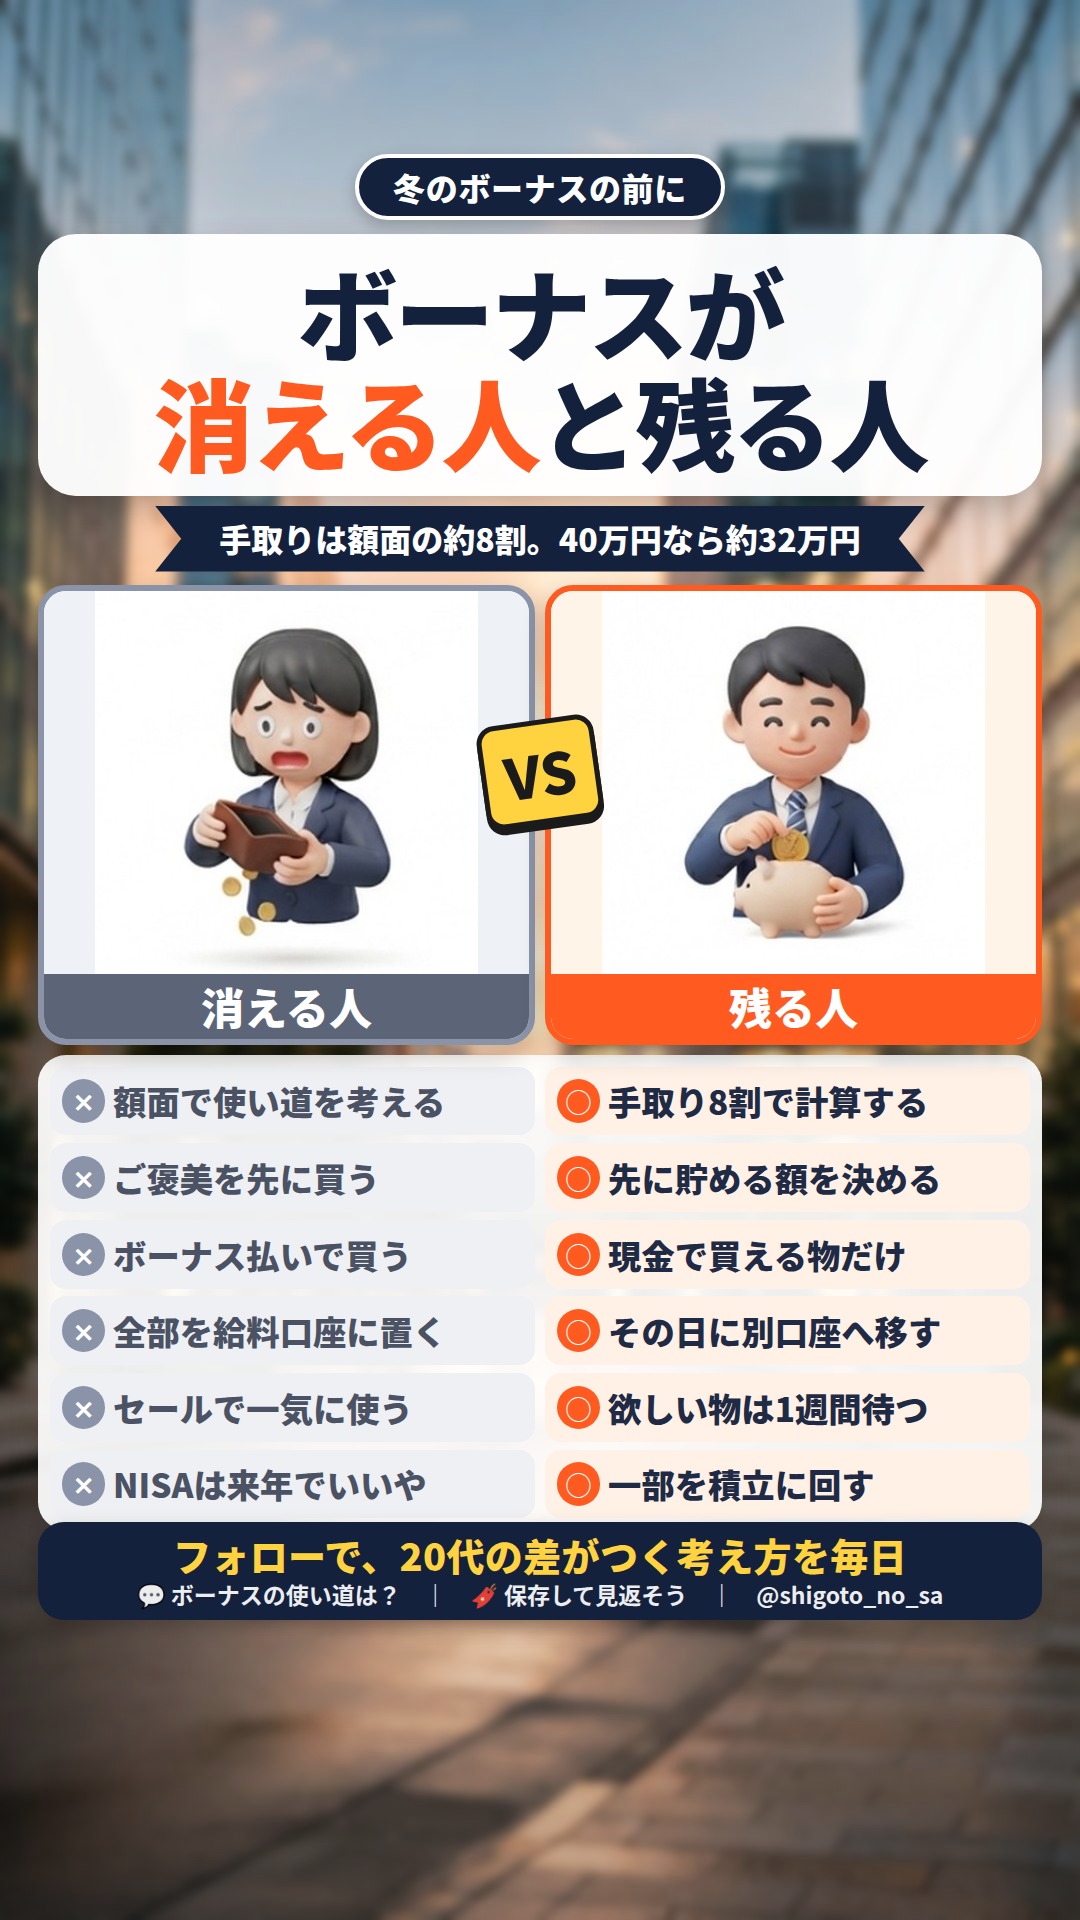 冬のボーナスの前に
ボーナスが
消える人と残る人
手取りは額面の約8割。40万円なら約32万円
VS
消える人
残る人
× 額面で使い道を考える
○ 手取り8割で計算する
× ご褒美を先に買う
○ 先に貯める額を決める
× ボーナス払いで買う
○ 現金で買える物だけ
× 全部を給料口座に置く
○ その日に別口座へ移す
× セールで一気に使う
○ 欲しい物は1週間待つ
× NISAは来年でいいや
○ 一部を積立に回す
フォローで、20代の差がつく考え方を毎日
💬 ボーナスの使い道は？ ｜ 🔖 保存して見返そう ｜ @shigoto_no_sa